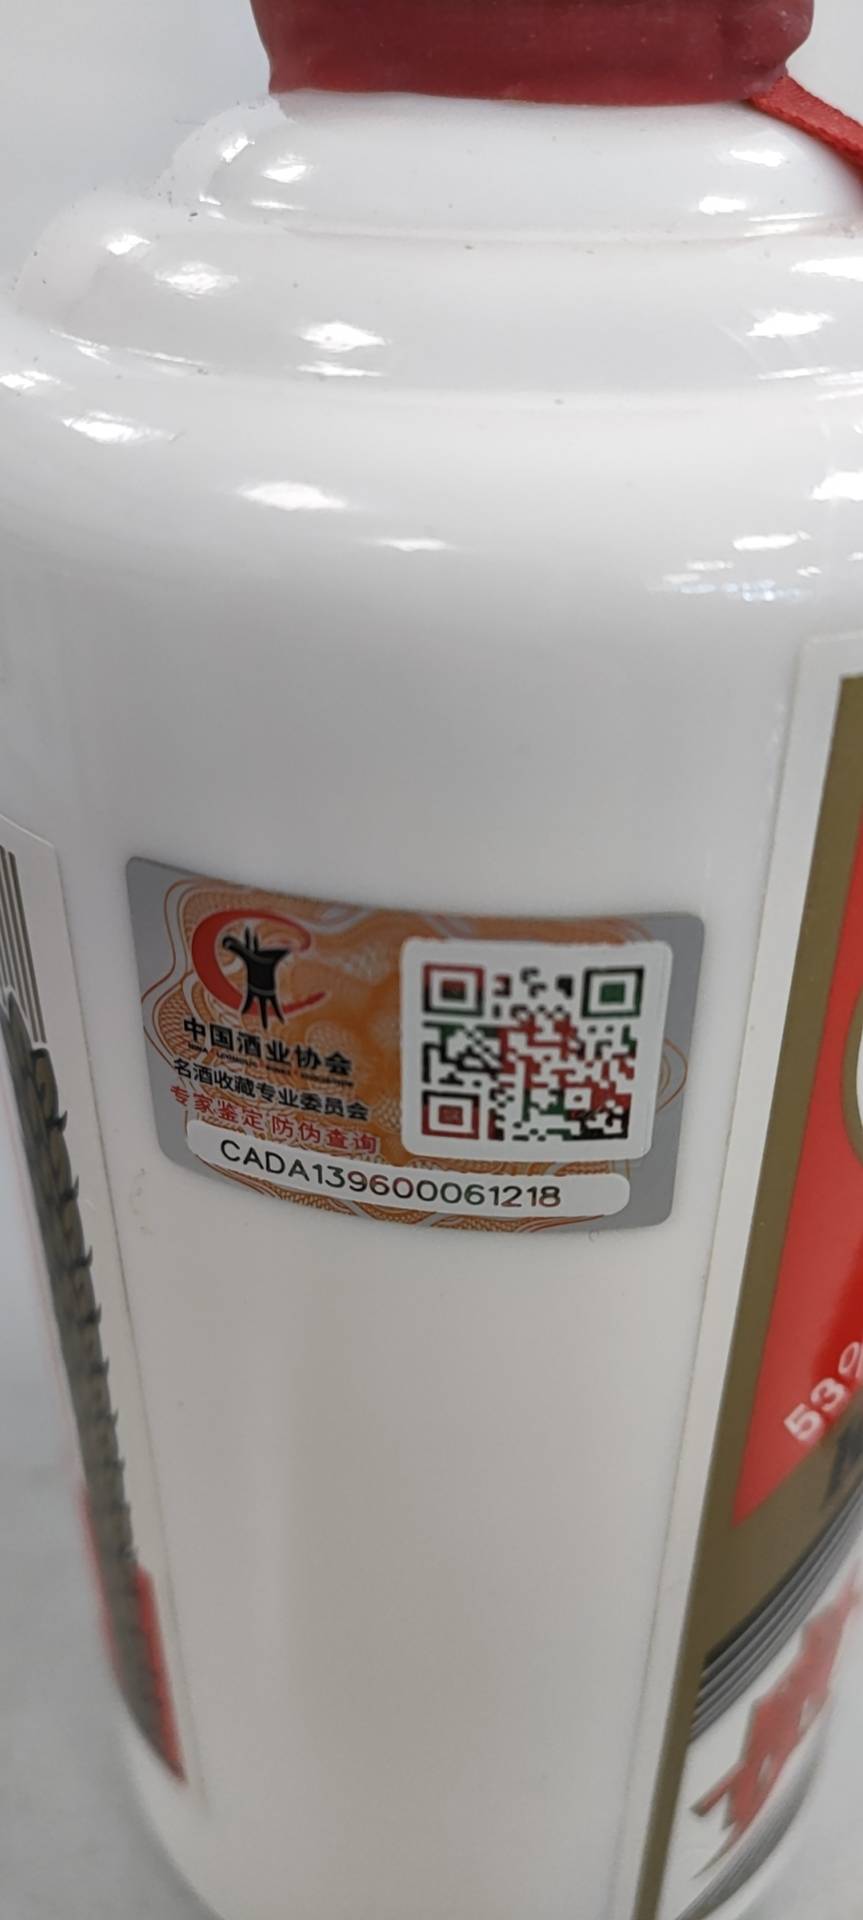 中国酒业协会
名酒收藏专业委员会
专家鉴定 防伪查询
CADA139600061218
53%